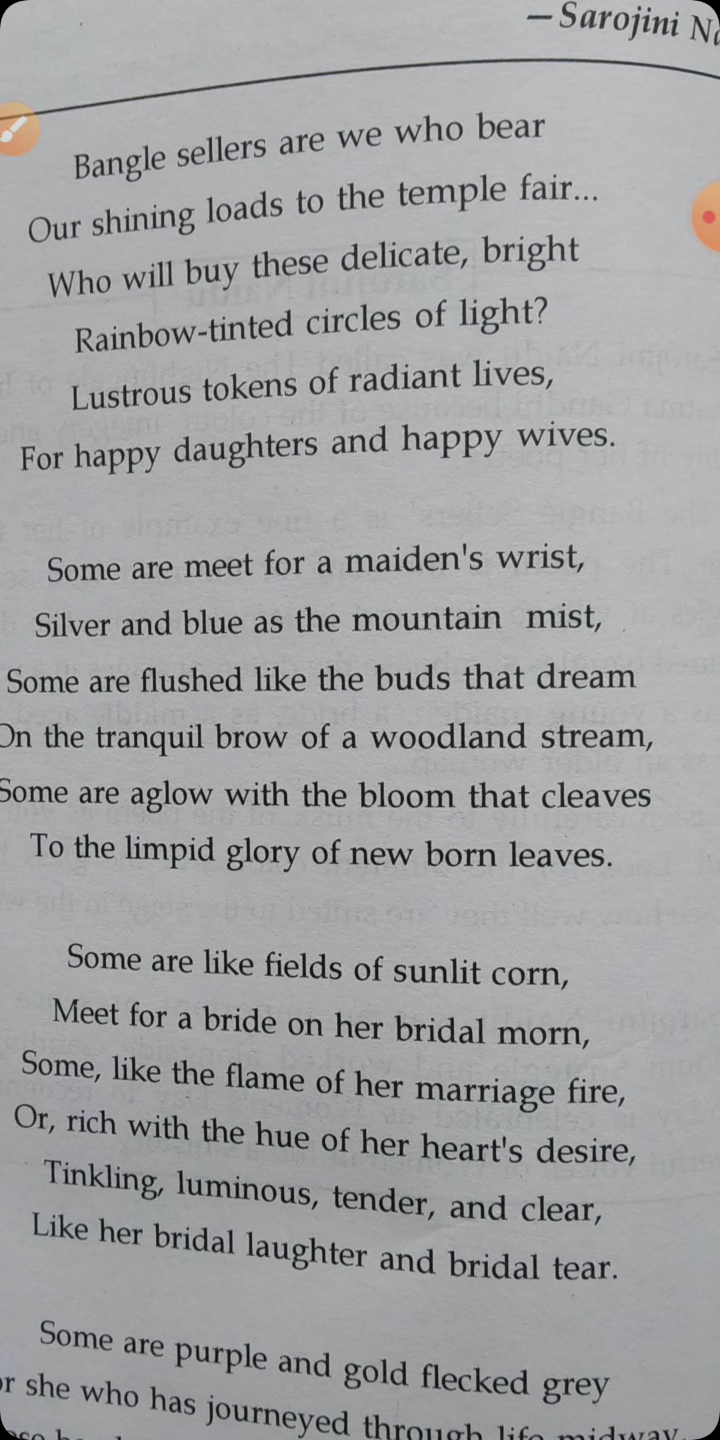 —Sarojini
Bangle sellers are we who bear
Our shining loads to the temple fair...
Who will buy these delicate, bright
Rainbow-tinted circles of light?
Lustrous tokens of radiant lives,
For happy daughters and happy wives.
Some are meet for a maiden's wrist,
Silver and blue as the mountain mist,
Some are flushed like the buds that dream
On the tranquil brow of a woodland stream,
Some are aglow with the bloom that cleaves
To the limpid glory of new born leaves.
Some are like fields of sunlit corn,
Meet for a bride on her bridal morn,
Some, like the flame of her marriage fire,
Or, rich with the hue of her heart's desire,
Tinkling, luminous, tender, and clear,
Like her bridal laughter and bridal tear.
Some are purple and gold flecked grey
she who has journeyed through life midway,